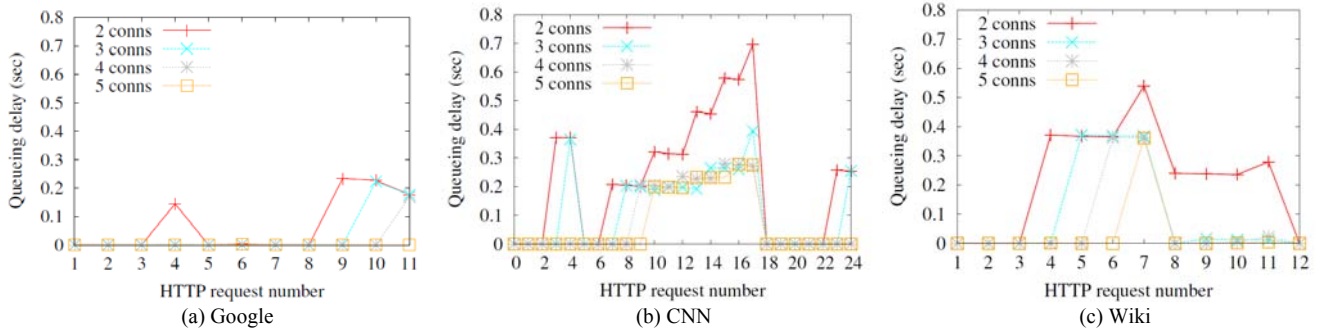 0.8
0.7
0.6
0.5
0.4
0.3
0.2
0.1
0
Queueing delay (sec)
2 conns
3 conns
4 conns
5 conns
1 2 3 4 5 6 7 8 9 10 11
HTTP request number
(a) Google
0.8
0.7
0.6
0.5
0.4
0.3
0.2
0.1
0
Queueing delay (sec)
2 conns
3 conns
4 conns
5 conns
0 2 4 6 8 10 12 14 16 18 20 22 24
HTTP request number
(b) CNN
0.8
0.7
0.6
0.5
0.4
0.3
0.2
0.1
0
Queueing delay (sec)
2 conns
3 conns
4 conns
5 conns
1 2 3 4 5 6 7 8 9 10 11 12
HTTP request number
(c) Wiki